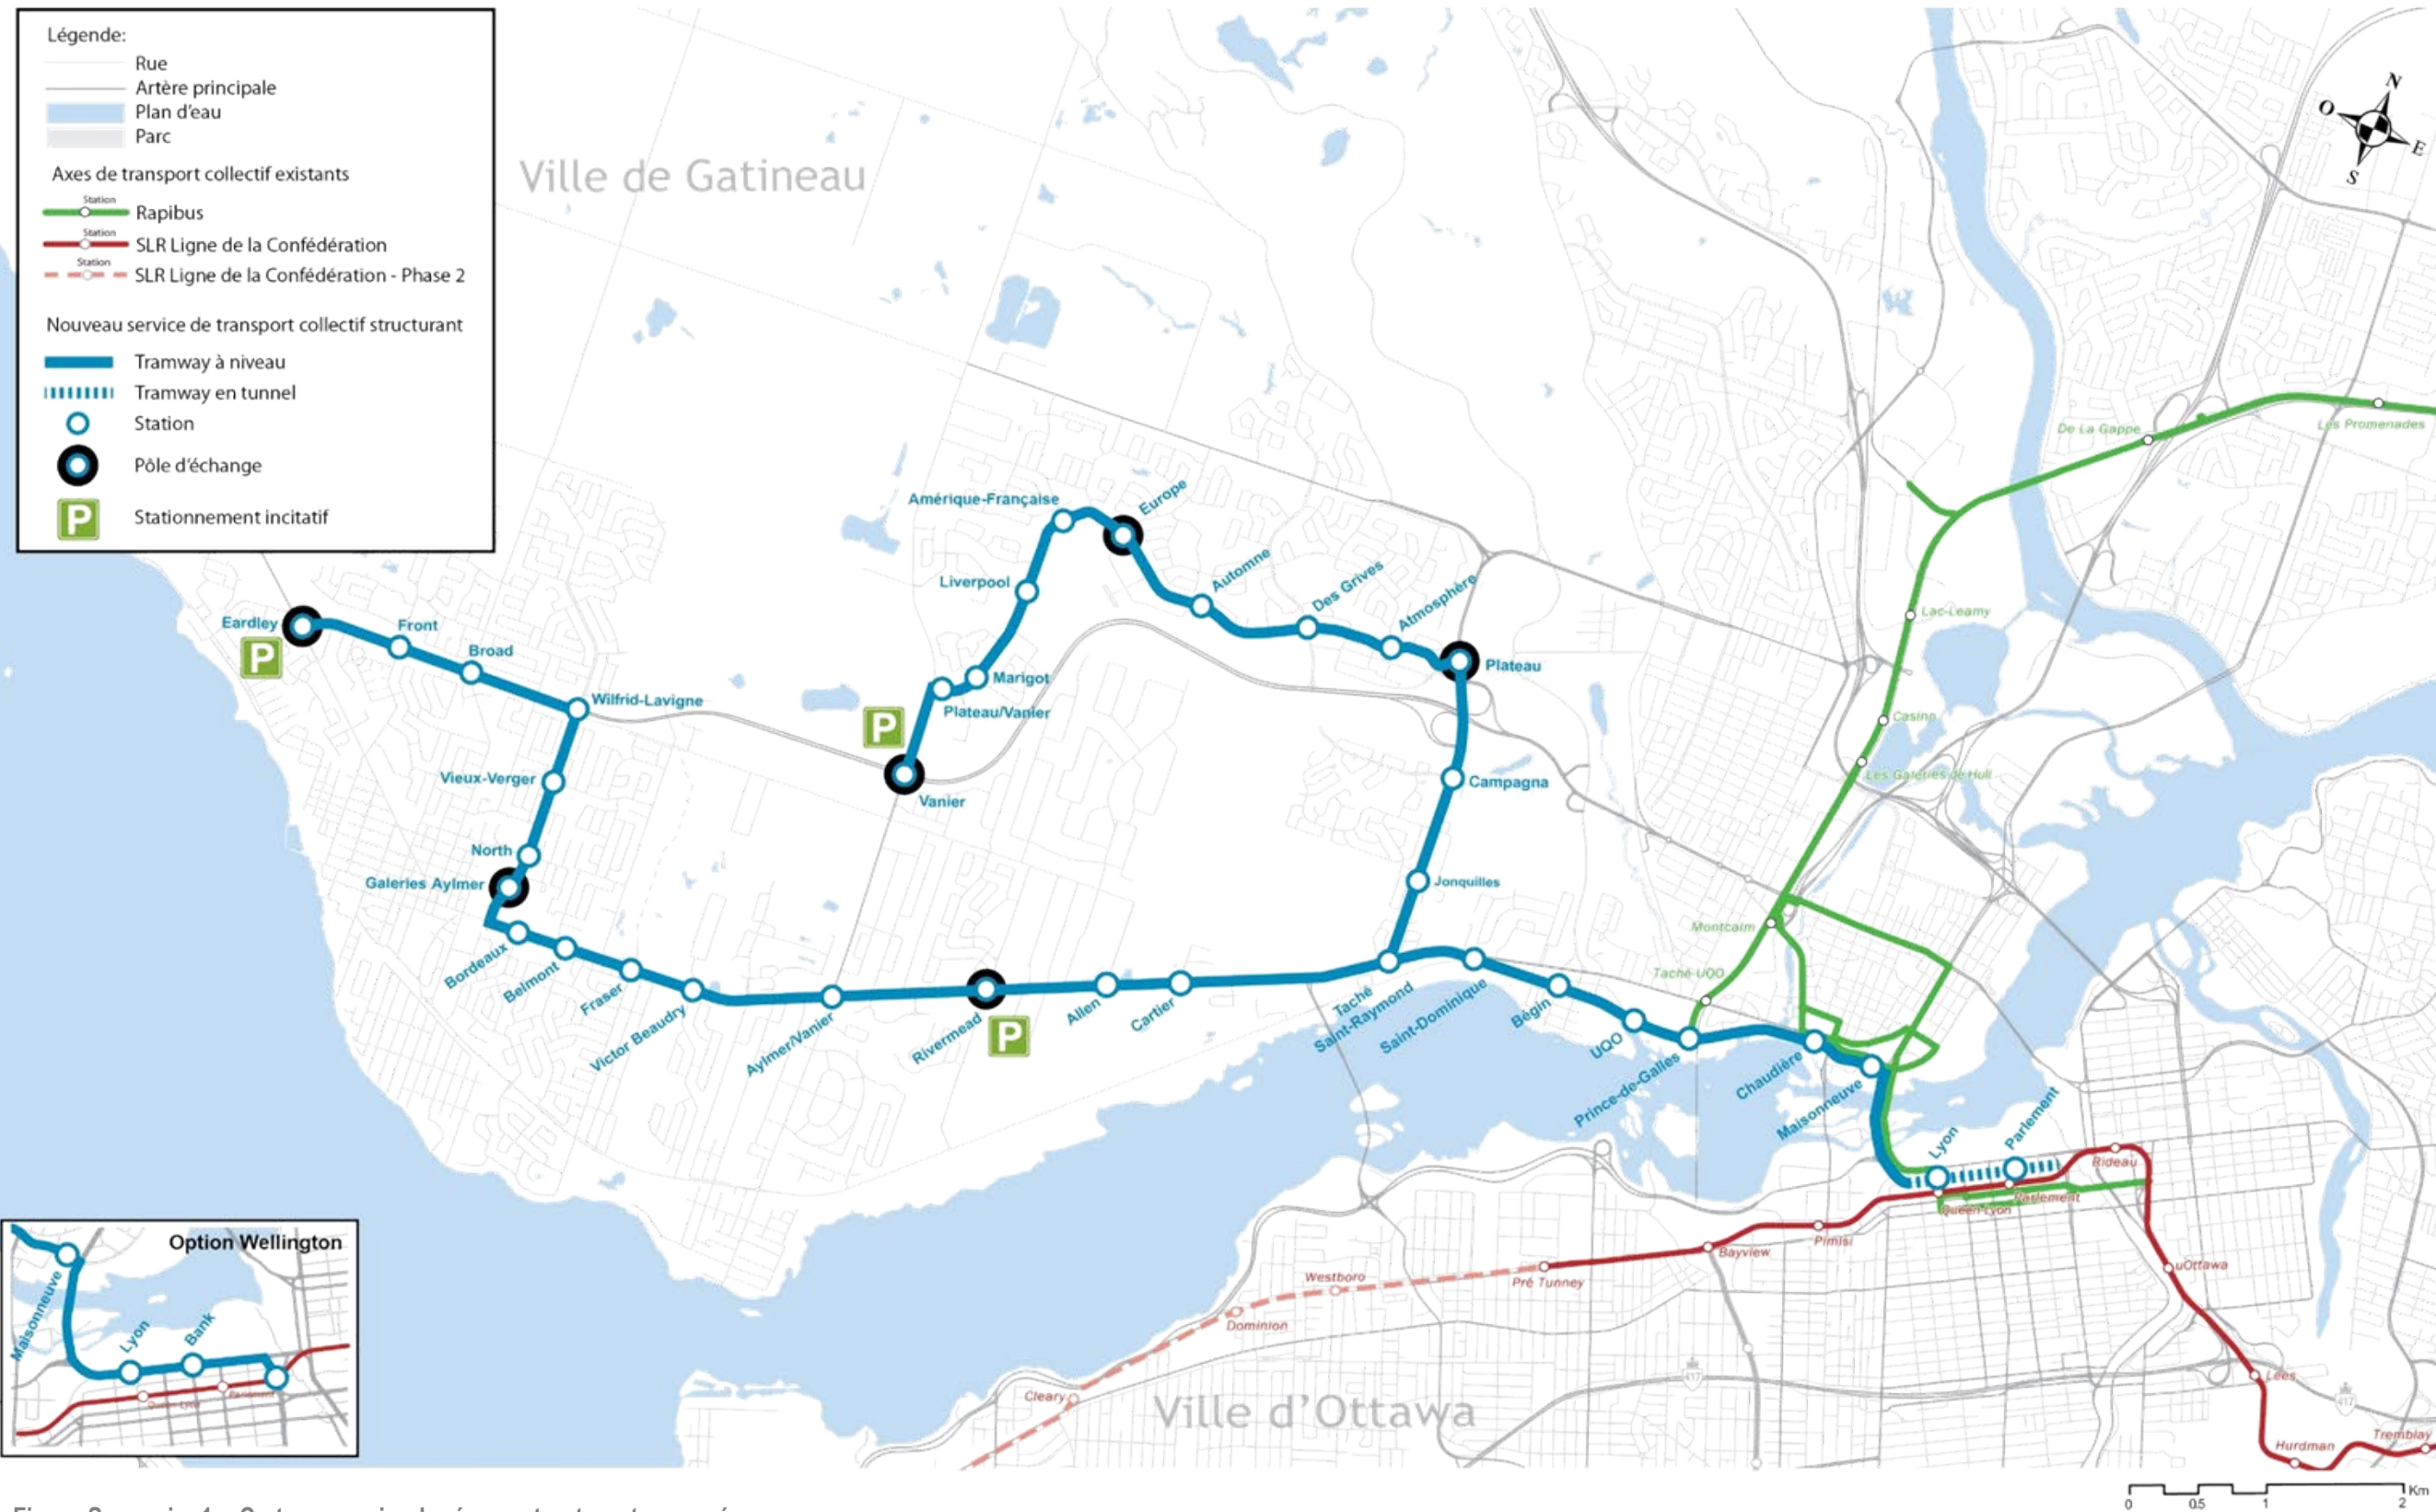 Légende:
Rue
Artère principale
Plan d'eau
Parc
Axes de transport collectif existants
Station
Rapibus
Station
SLR Ligne de la Confédération
Station
SLR Ligne de la Confédération - Phase 2
Nouveau service de transport collectif structurant
Tramway à niveau
Tramway en tunnel
Station
Pôle d'échange
P
Stationnement incitatif
Ville de Gatineau
N
O
E
S
De La Gappe
Les Promenades
Amérique-Française
Europe
Liverpool
Automne
Des Grives
Atmosphère
Lac-Leamy
Eardley
Front
P
Broad
Plateau
Marigot
Wilfrid-Lavigne
Plateau/Vanier
P
Casino
Vieux-Verger
Vanier
Campagna
Les Galeries de Hull
North
Galeries Aylmer
Jonquilles
Montcalm
Bordeaux
Belmont
Fraser
Victor Beaudry
Aylmer/Vanier
Rivermead
P
Allen
Cartier
Taché
Saint-Raymond
Saint-Dominique
Bégin
UQO
Taché-UQO
Prince-de-Galles
Chaudière
Maisonneuve
Lyon
Parlement
Rideau
Parlement
Queen-Lyon
Pimisi
Bayview
Pré Tunney
Westboro
Dominion
Cleary
uOttawa
Lees
Hurdman
Tremblay
417
417
Ville d'Ottawa
Option Wellington
Maisonneuve
Lyon
Bank
Parlement
Queen-Lyon
0 0.5 1 2 Km